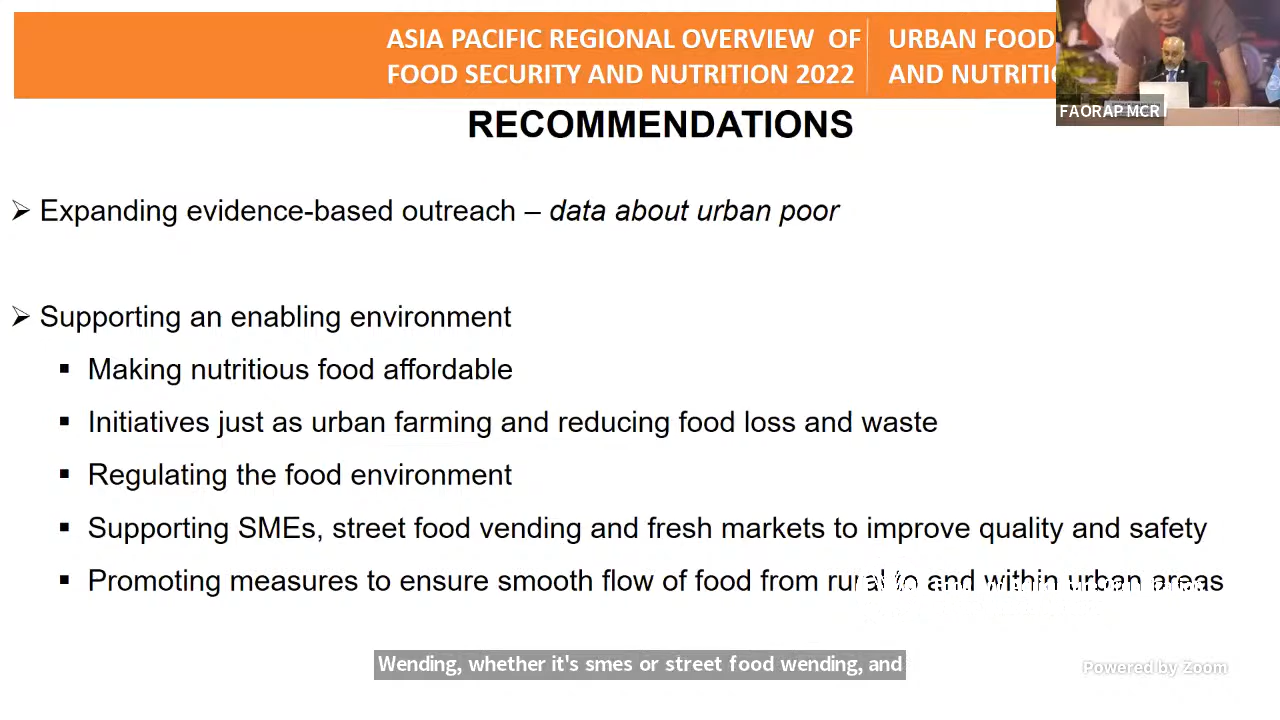 ASIA PACIFIC REGIONAL OVERVIEW OF
FOOD SECURITY AND NUTRITION 2022
URBAN FOOD
AND
FAORAP MCR
RECOMMENDATIONS
➢ Expanding evidence-based outreach – data about urban poor
➢ Supporting an enabling environment
▪ Making nutritious food affordable
▪ Initiatives just as urban farming and reducing food loss and waste
▪ Regulating the food environment
▪ Supporting SMEs, street food vending and fresh markets to improve quality and safety
▪ Promoting measures to ensure smooth flow of food from rural to and within urban areas
Wending, whether it's smes or street food wending, and
Powered by Zoom